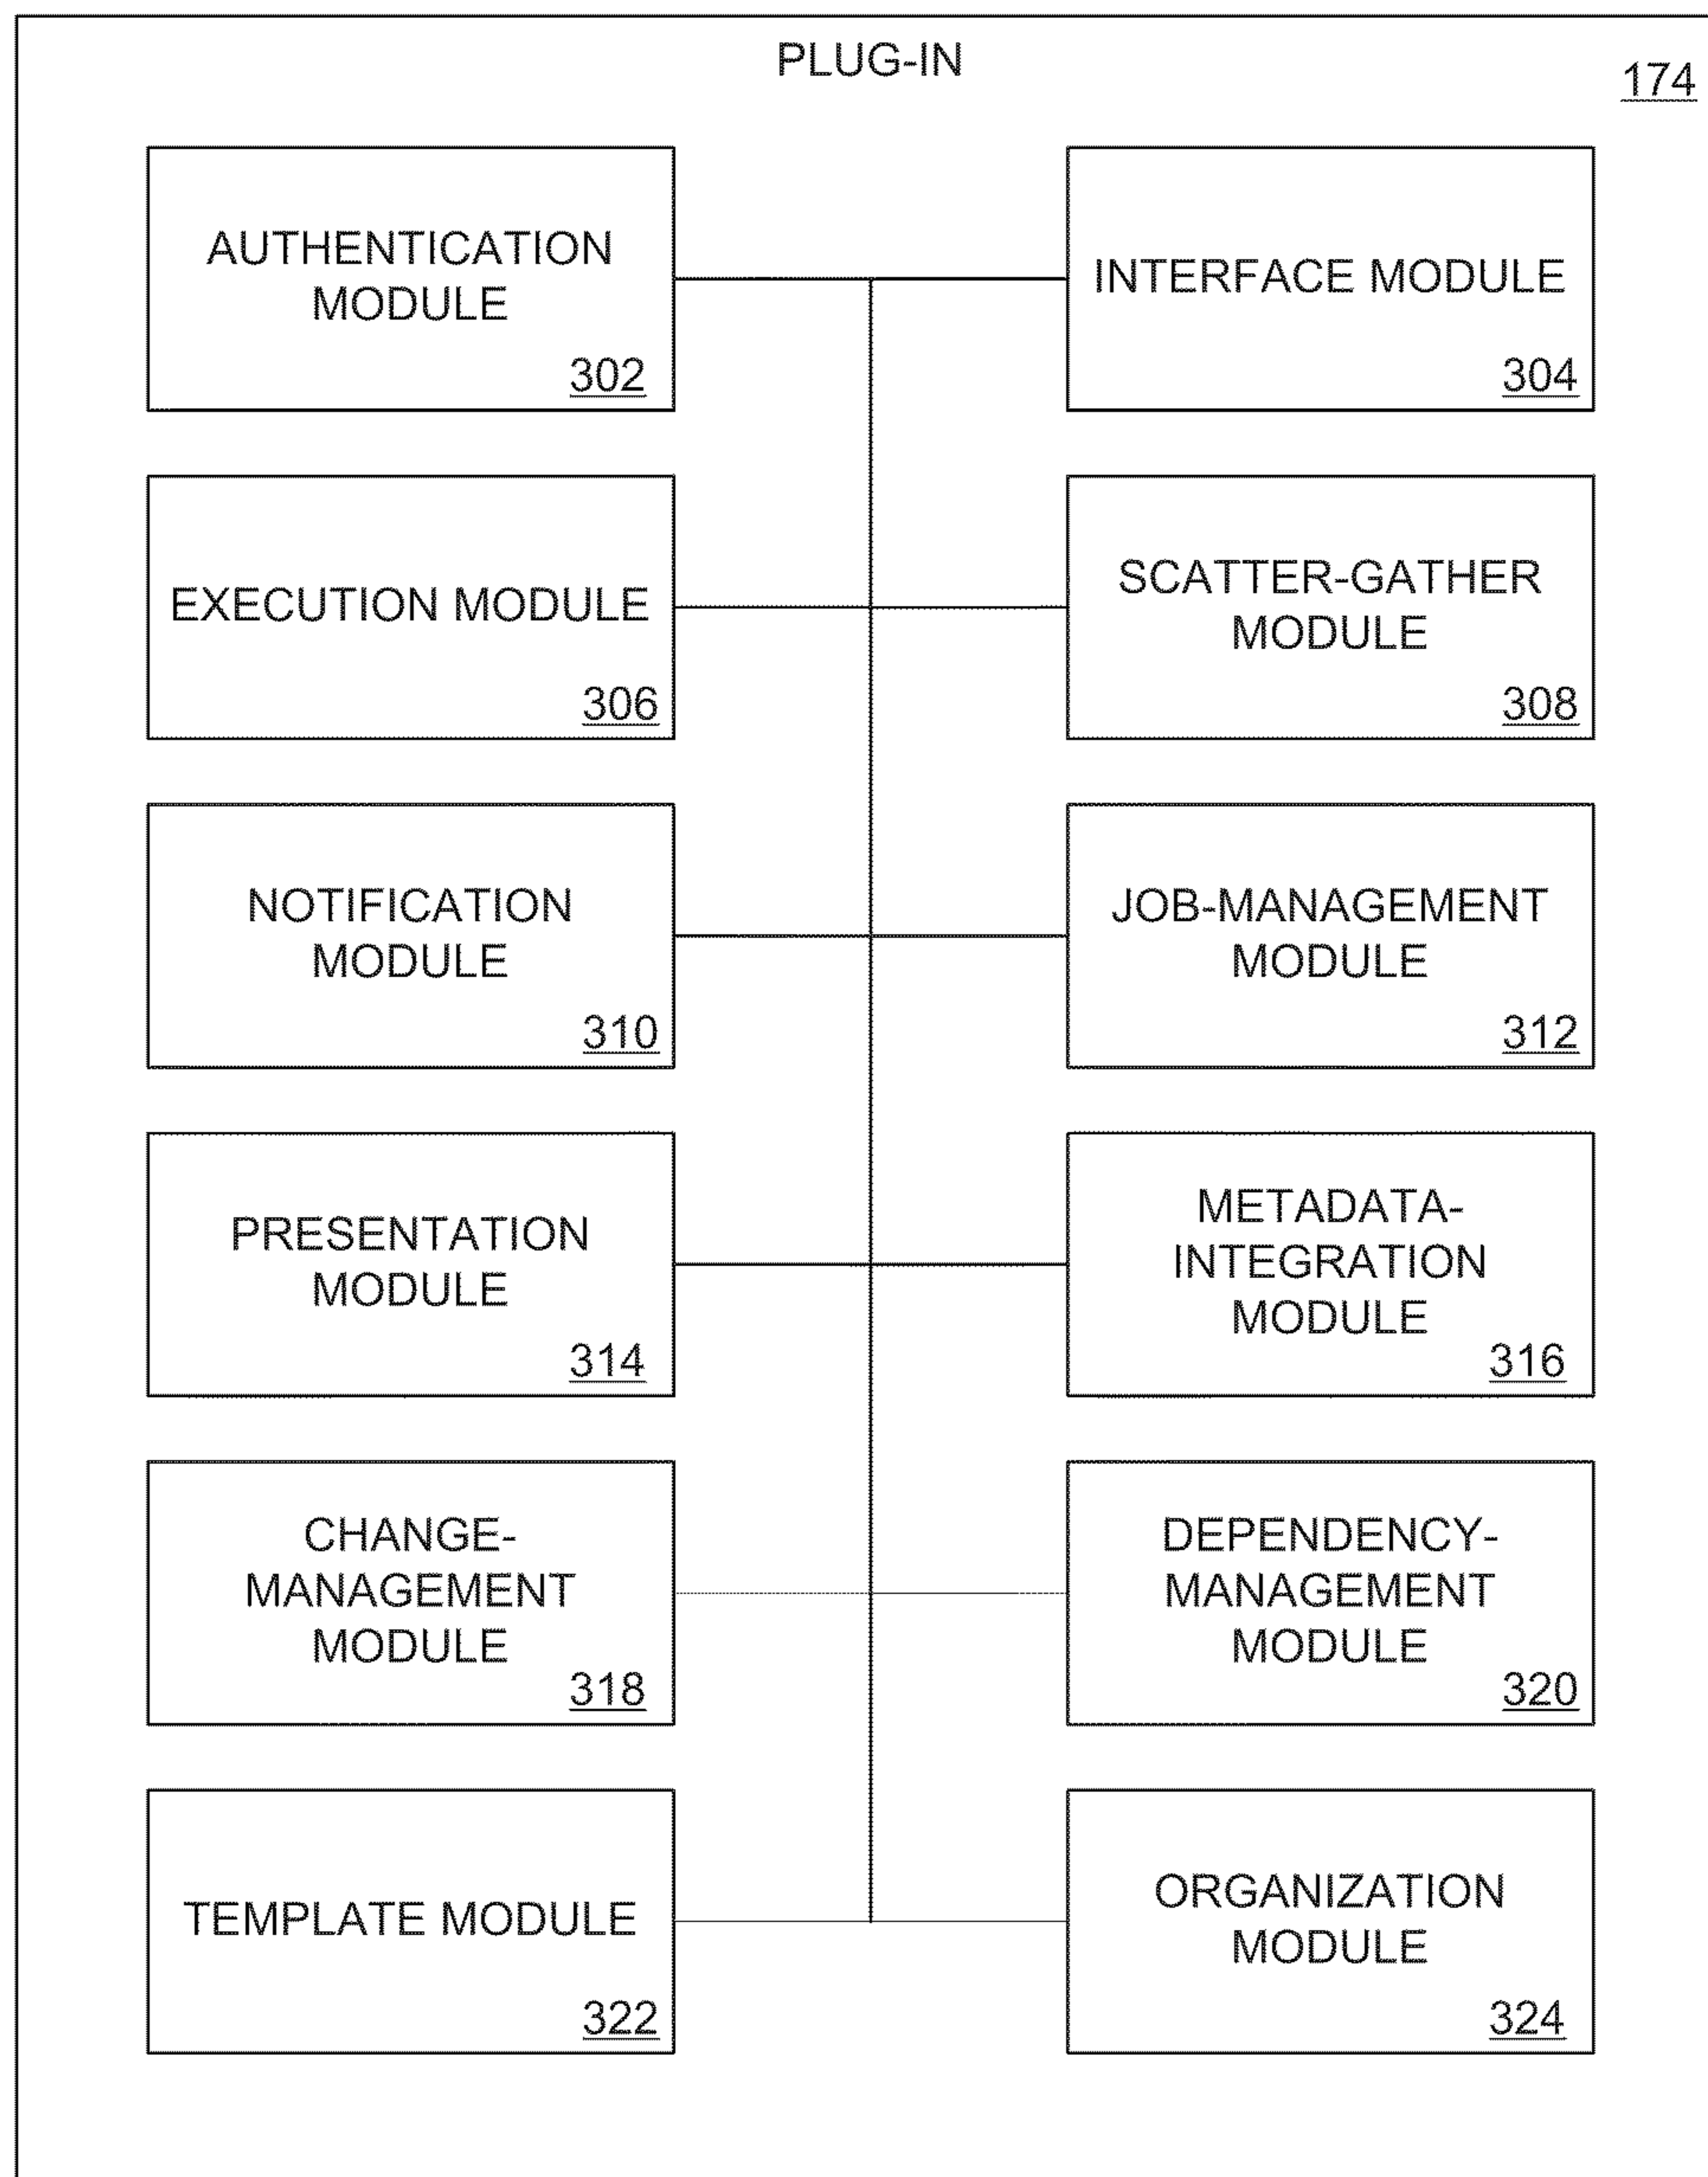 PLUG-IN
174
AUTHENTICATION
MODULE
302
INTERFACE MODULE
304
EXECUTION MODULE
306
SCATTER-GATHER
MODULE
308
NOTIFICATION
MODULE
310
JOB-MANAGEMENT
MODULE
312
PRESENTATION
MODULE
314
METADATA-
INTEGRATION
MODULE
316
CHANGE-
MANAGEMENT
MODULE
318
DEPENDENCY-
MANAGEMENT
MODULE
320
TEMPLATE MODULE
322
ORGANIZATION
MODULE
324